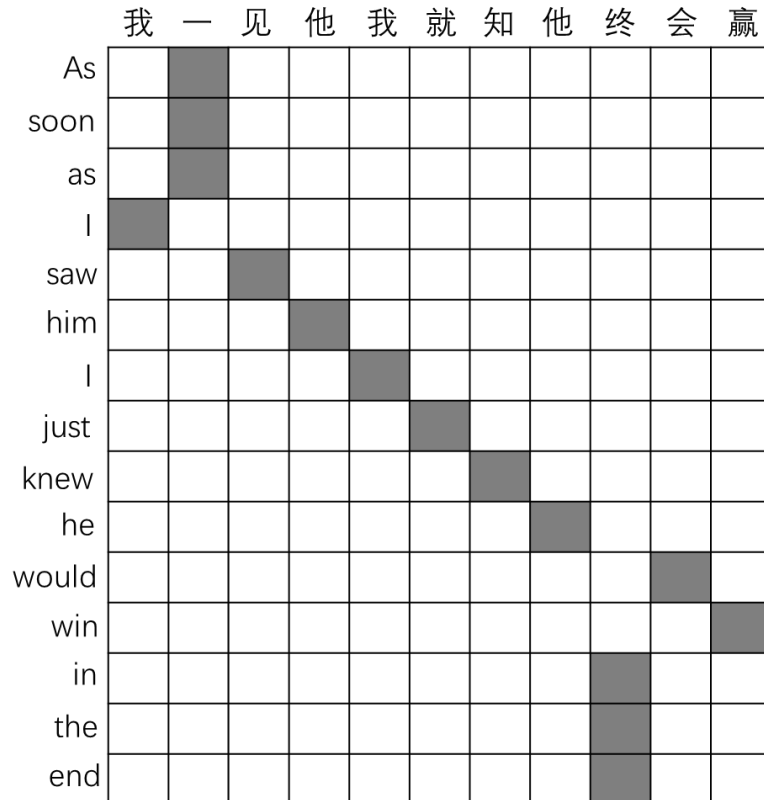 我 一 见 他 我 就 知 他 终 会 赢
As
soon
as
I
saw
him
I
just
knew
he
would
win
in
the
end